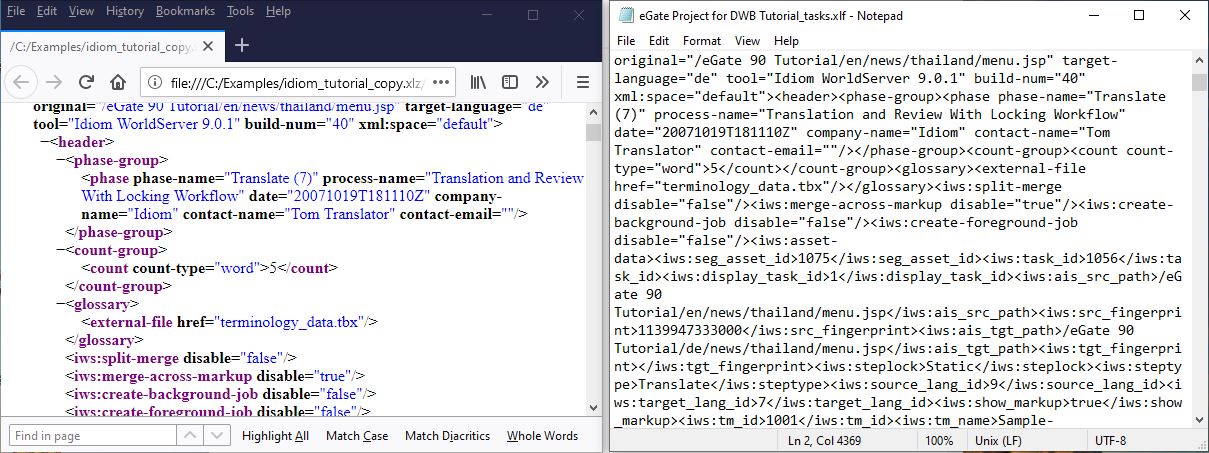 File Edit View History Bookmarks Tools Help
/C:/Examples/idiom_tutorial_copy.x
file:///C:/Examples/idiom_tutorial_copy.xlz/
original="/eGate 90 Tutorial/en/news/thailand/menu.jsp" target-language="de"
tool="Idiom WorldServer 9.0.1" build-num="40" xml:space="default">
−<header>
−<phase-group>
<phase phase-name="Translate (7)" process-name="Translation and Review
With Locking Workflow" date="20071019T181110Z" company-
name="Idiom" contact-name="Tom Translator" contact-email=""/>
</phase-group>
−<count-group>
<count count-type="word">5</count>
</count-group>
−<glossary>
<external-file href="terminology_data.tbx"/>
</glossary>
<iws:split-merge disable="false"/>
<iws:merge-across-markup disable="true"/>
<iws:create-background-job disable="false"/>
<iws:create-foreground-job disable="false"/>
Find in page Highlight All Match Case Match Diacritics Whole Words
eGate Project for DWB Tutorial_tasks.xlf - Notepad
File Edit Format View Help
original="/eGate 90 Tutorial/en/news/thailand/menu.jsp" target-
language="de" tool="Idiom WorldServer 9.0.1" build-num="40"
xml:space="default"><header><phase-group><phase phase-name="Translate
(7)" process-name="Translation and Review With Locking Workflow"
date="20071019T181110Z" company-name="Idiom" contact-name="Tom
Translator" contact-email=""/></phase-group><count-group><count count-
type="word">5</count></count-group><glossary><external-file
href="terminology_data.tbx"/></glossary><iws:split-merge
disable="false"/><iws:merge-across-markup disable="true"/><iws:create-
background-job disable="false"/><iws:create-foreground-job
disable="false"/><iws:asset-
data><iws:seg_asset_id>1075</iws:seg_asset_id><iws:task_id>1056</iws:ta
sk_id><iws:display_task_id>1</iws:display_task_id><iws:ais_src_path>/eG
ate 90
Tutorial/en/news/thailand/menu.jsp</iws:ais_src_path><iws:src_fingerpri
nt>1139947333000</iws:src_fingerprint><iws:ais_tgt_path>/eGate 90
Tutorial/de/news/thailand/menu.jsp</iws:ais_tgt_path><iws:tgt_fingerpri
nt></iws:tgt_fingerprint><iws:steplock>Static</iws:steplock><iws:stepty
pe>Translate</iws:steptype><iws:source_lang_id>9</iws:source_lang_id><i
ws:target_lang_id>7</iws:target_lang_id><iws:show_markup>true</iws:show
_markup><iws:tm_id>1001</iws:tm_id><iws:tm_name>Sample-
Ln 2, Col 4369 100% Unix (LF) UTF-8